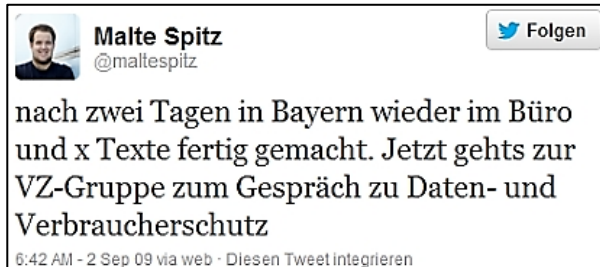 Malte Spitz
@maltespitz
Folgen
nach zwei Tagen in Bayern wieder im Büro
und x Texte fertig gemacht. Jetzt gehts zur
VZ-Gruppe zum Gespräch zu Daten- und
Verbraucherschutz
6:42 AM - 2 Sep 09 via web · Diesen Tweet integrieren